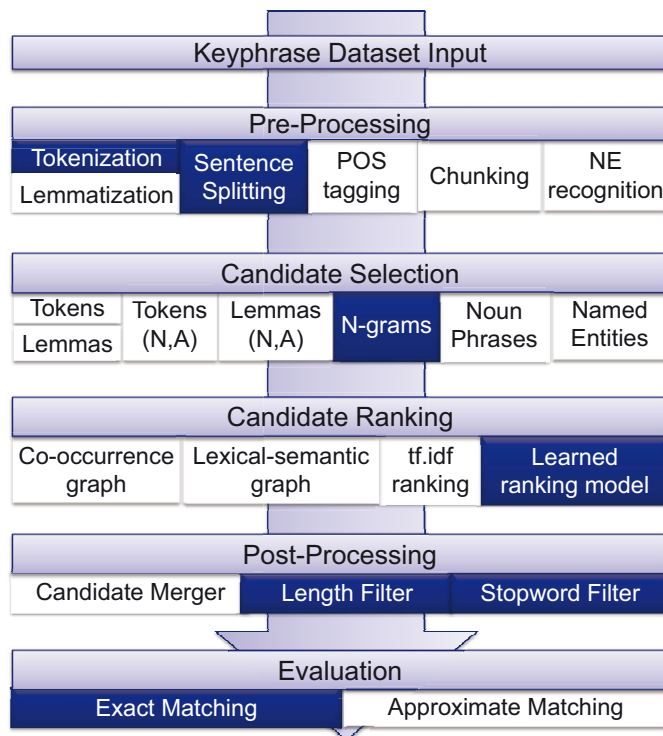 Keyphrase Dataset Input
Pre-Processing
Tokenization
Lemmatization
Sentence
Splitting
POS
tagging
Chunking
NE
recognition
Candidate Selection
Tokens
Lemmas
Tokens
(N,A)
Lemmas
(N,A)
N-grams
Noun
Phrases
Named
Entities
Candidate Ranking
Co-occurrence
graph
Lexical-semantic
graph
tf.idf
ranking
Learned
ranking model
Post-Processing
Candidate Merger
Length Filter
Stopword Filter
Evaluation
Exact Matching
Approximate Matching